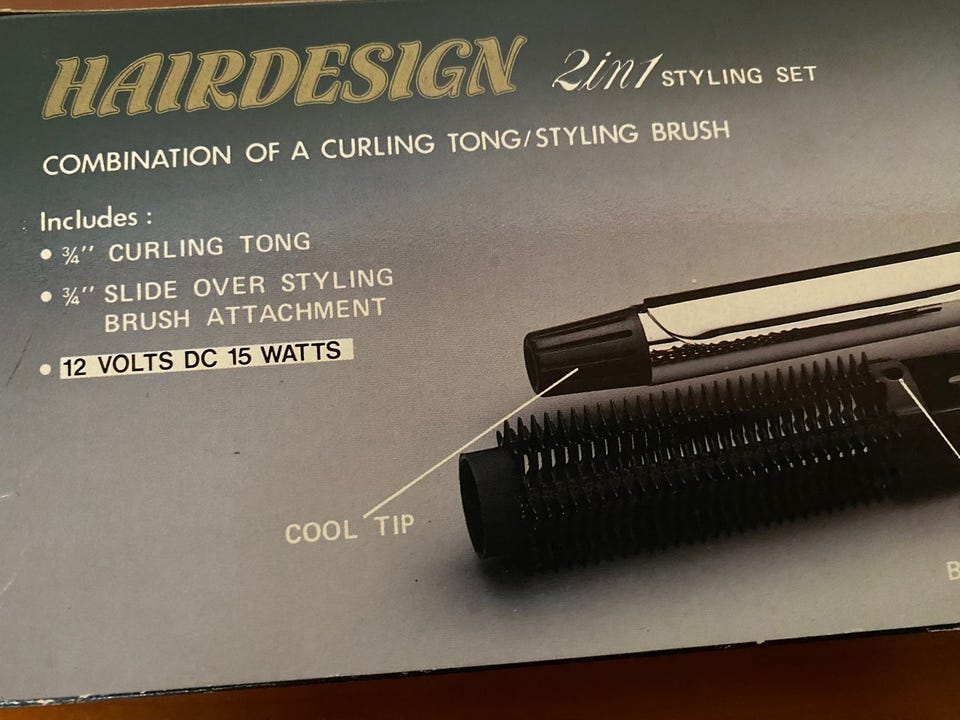 HAIRDESIGN 2in1 STYLING SET
COMBINATION OF A CURLING TONG/STYLING BRUSH
Includes :
• ¾" CURLING TONG
• ¾" SLIDE OVER STYLING
BRUSH ATTACHMENT
• 12 VOLTS DC 15 WATTS
COOL TIP